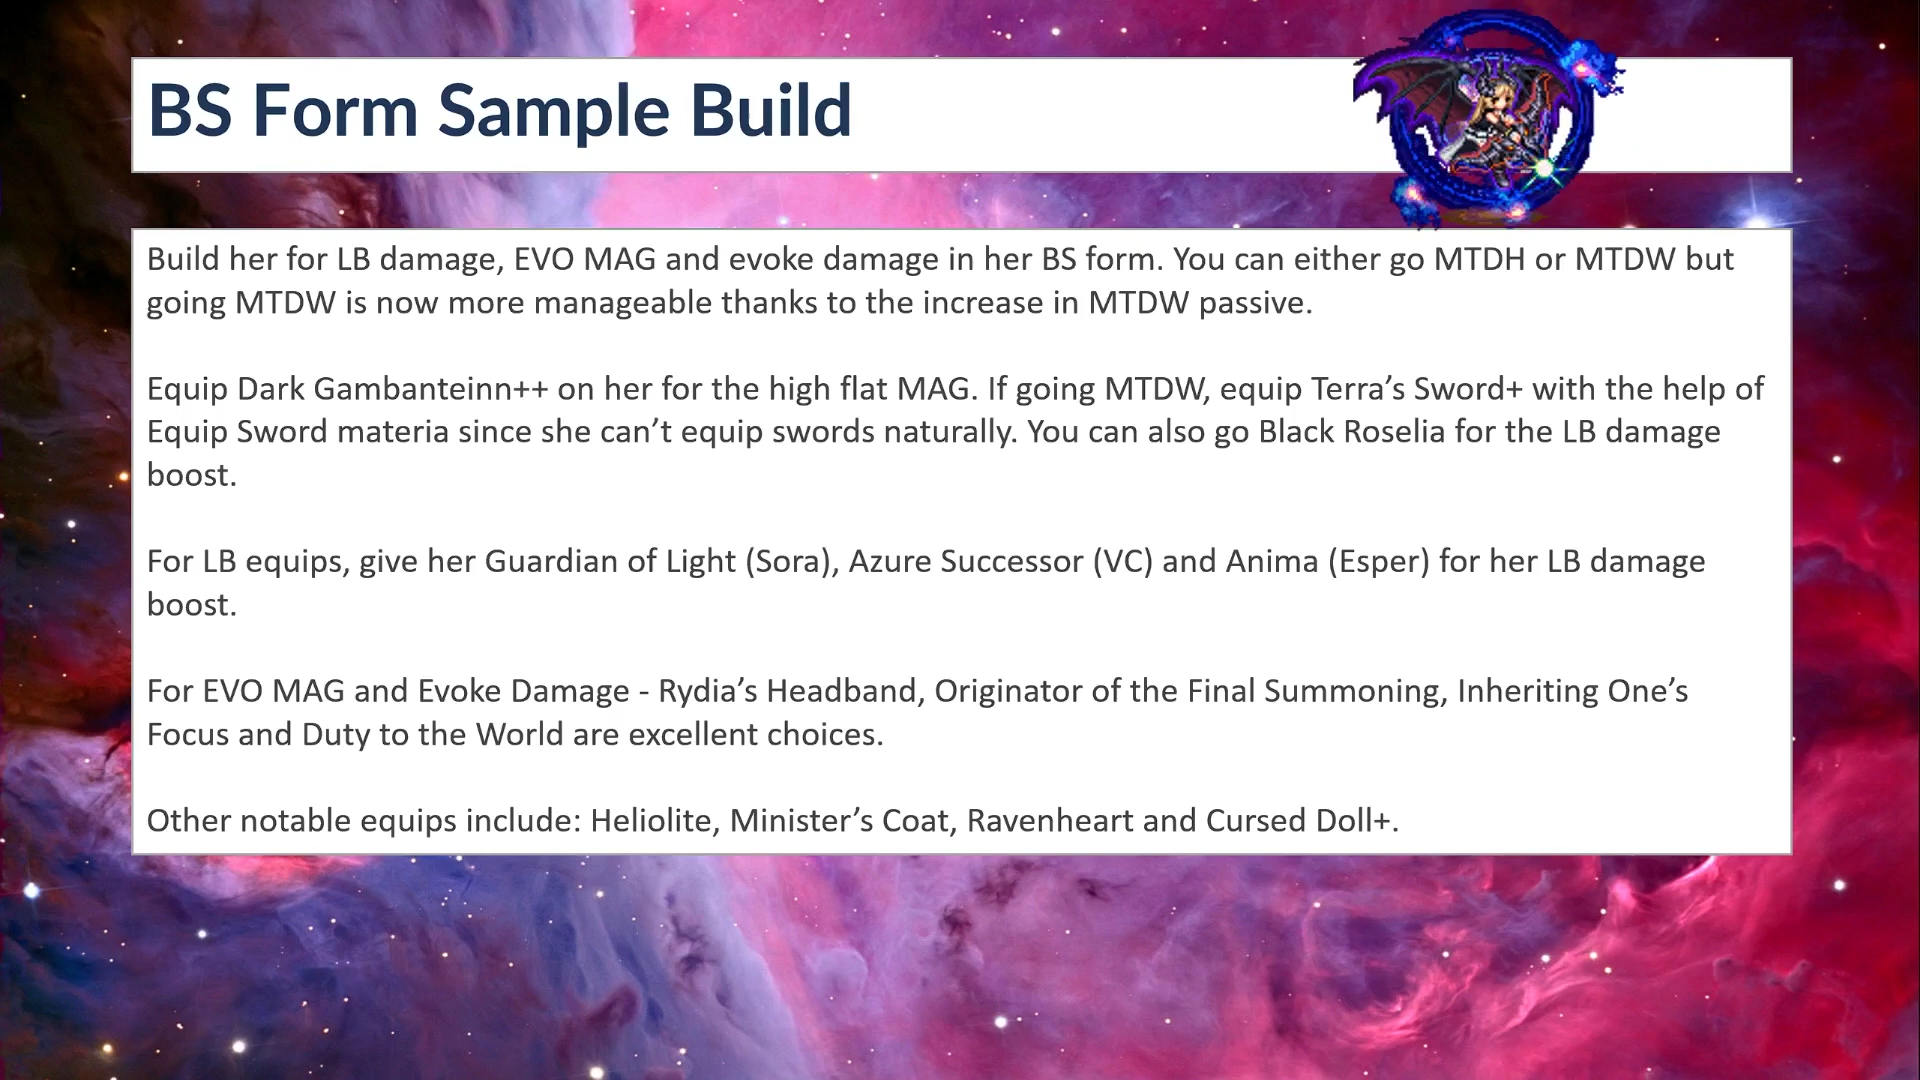 BS Form Sample Build
Build her for LB damage, EVO MAG and evoke damage in her BS form. You can either go MTDH or MTDW but
going MTDW is now more manageable thanks to the increase in MTDW passive.
Equip Dark Gambanteinn++ on her for the high flat MAG. If going MTDW, equip Terra’s Sword+ with the help of
Equip Sword materia since she can’t equip swords naturally. You can also go Black Roselia for the LB damage
boost.
For LB equips, give her Guardian of Light (Sora), Azure Successor (VC) and Anima (Esper) for her LB damage
boost.
For EVO MAG and Evoke Damage - Rydia’s Headband, Originator of the Final Summoning, Inheriting One’s
Focus and Duty to the World are excellent choices.
Other notable equips include: Heliolite, Minister’s Coat, Ravenheart and Cursed Doll+.